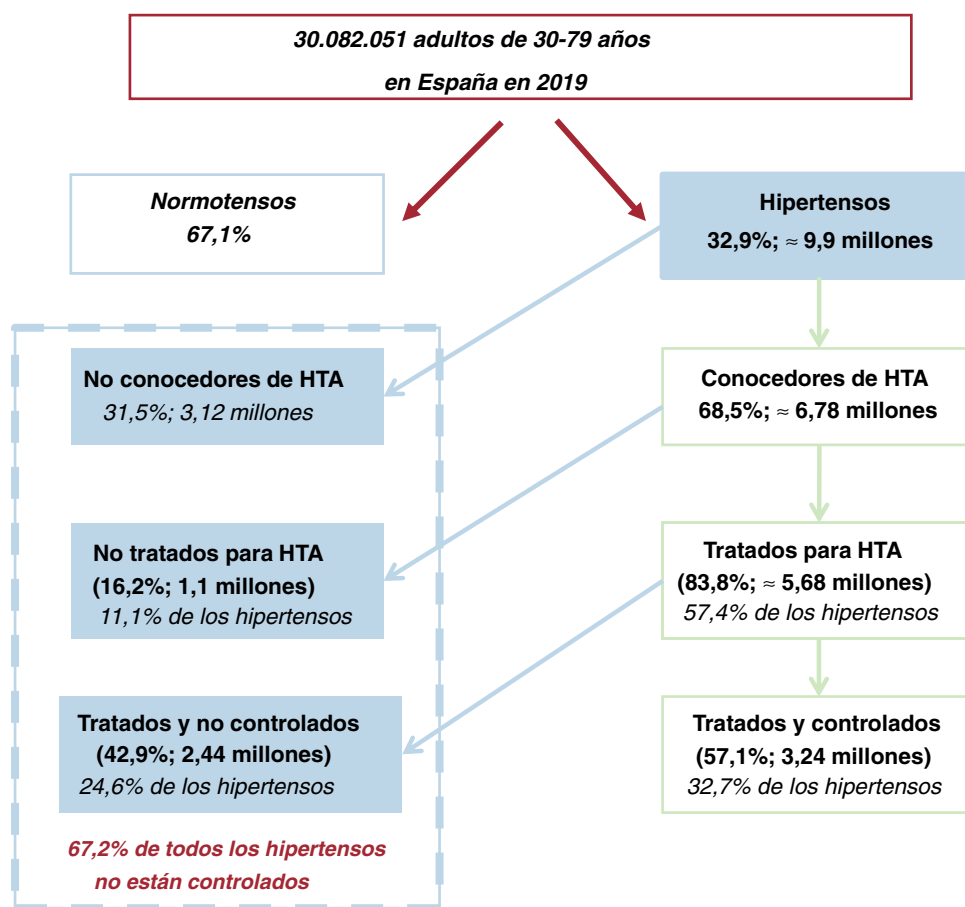 30.082.051 adultos de 30-79 años
en España en 2019
Normotensos
67,1%
Hipertensos
32,9%; ≈ 9,9 millones
No conocedores de HTA
31,5%; 3,12 millones
Conocedores de HTA
68,5%; ≈ 6,78 millones
No tratados para HTA
(16,2%; 1,1 millones)
11,1% de los hipertensos
Tratados para HTA
(83,8%; ≈ 5,68 millones)
57,4% de los hipertensos
Tratados y no controlados
(42,9%; 2,44 millones)
24,6% de los hipertensos
Tratados y controlados
(57,1%; 3,24 millones)
32,7% de los hipertensos
67,2% de todos los hipertensos
no están controlados